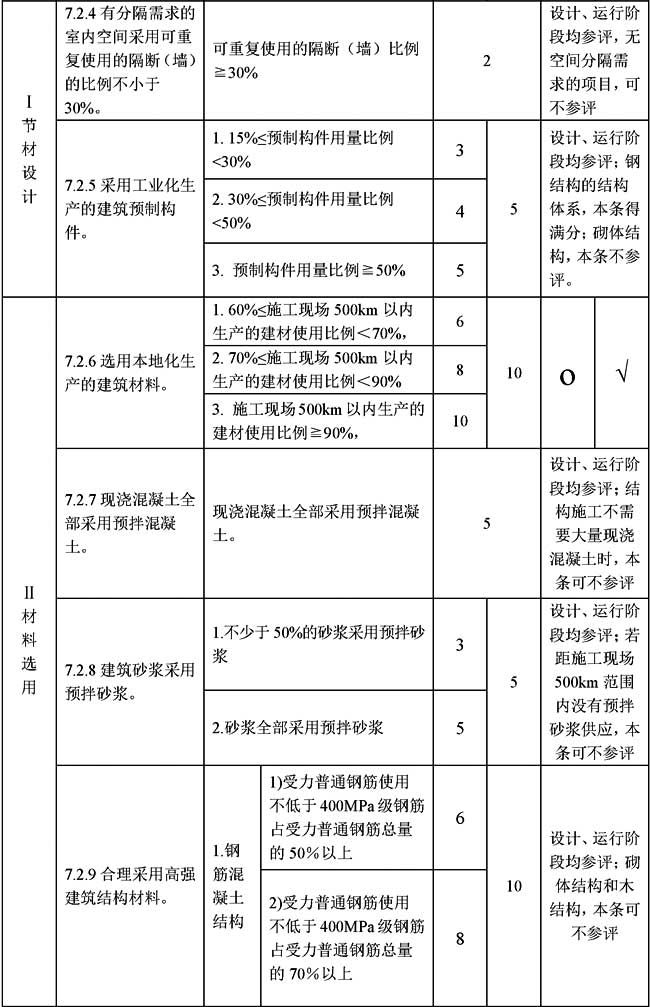 7.2.4 有分隔需求的
室内空间采用可重
复使用的隔断（墙）
的比例不小于
30%。
可重复使用的隔断（墙）比例
≧30%
2
设计、运行阶
段均参评，无
空间分隔需
求的项目，可
不参评
Ⅰ
节
材
设
计
7.2.5 采用工业化生
产的建筑预制构
件。
1. 15%≤预制构件用量比例
<30%
3
2. 30%≤预制构件用量比例
<50%
4
3. 预制构件用量比例≧50%
5
5
设计、运行阶
段均参评；钢
结构的结构
体系，本条得
满分；砌体结
构，本条不参
评。
Ⅱ
材
料
选
用
7.2.6 选用本地化生
产的建筑材料。
1. 60%≤施工现场 500km 以内
生产的建材使用比例＜70%，
6
2. 70%≤施工现场 500km 以内
生产的建材使用比例＜90%
8
3. 施工现场500km 以内生产的
建材使用比例≧90%，
10
10
O
√
7.2.7 现浇混凝土全
部采用预拌混凝
土。
现浇混凝土全部采用预拌混凝
土。
5
设计、运行阶
段均参评；结
构施工不需
要大量现浇
混凝土时，本
条可不参评
7.2.8 建筑砂浆采用
预拌砂浆。
1.不少于 50%的砂浆采用预拌砂
浆
3
2.砂浆全部采用预拌砂浆
5
5
设计、运行阶
段均参评；若
距施工现场
500km 范围
内没有预拌
砂浆供应，本
条可不参评
7.2.9 合理采用高强
建筑结构材料。
1.钢
筋混
凝土
结构
1)受力普通钢筋使用
不低于 400MPa 级钢筋
占受力普通钢筋总量
的 50%以上
6
2)受力普通钢筋使用
不低于 400MPa 级钢筋
占受力普通钢筋总量
的 70%以上
8
10
设计、运行阶
段均参评；砌
体结构和木
结构，本条可
不参评